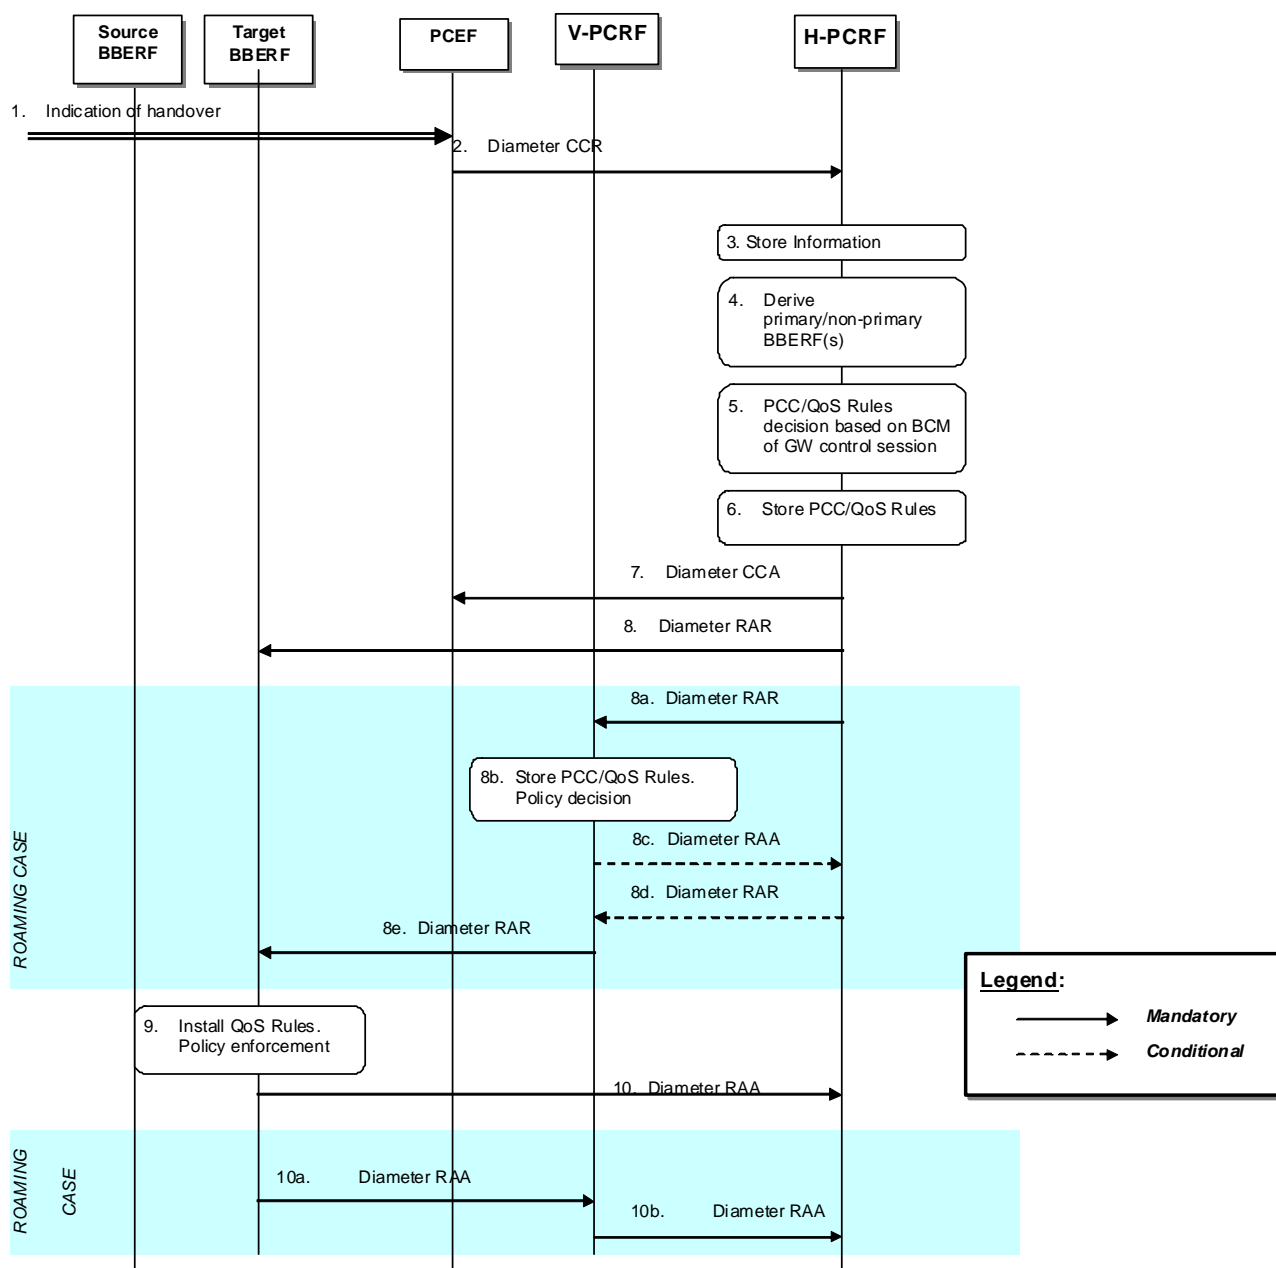 Source
BBERF
Target
BBERF
PCEF
V-PCRF
H-PCRF
1. Indication of handover
2. Diameter CCR
3. Store Information
4. Derive
primary/non-primary
BBERF(s)
5. PCC/QoS Rules
decision based on BCM
of GW control session
6. Store PCC/QoS Rules
7. Diameter CCA
8. Diameter RAR
8a. Diameter RAR
8b. Store PCC/QoS Rules.
Policy decision
8c. Diameter RAA
8d. Diameter RAR
8e. Diameter RAR
ROAMING CASE
Legend:
Mandatory
Conditional
9. Install QoS Rules.
Policy enforcement
10. Diameter RAA
ROAMING
CASE
10a. Diameter RAA
10b. Diameter RAA